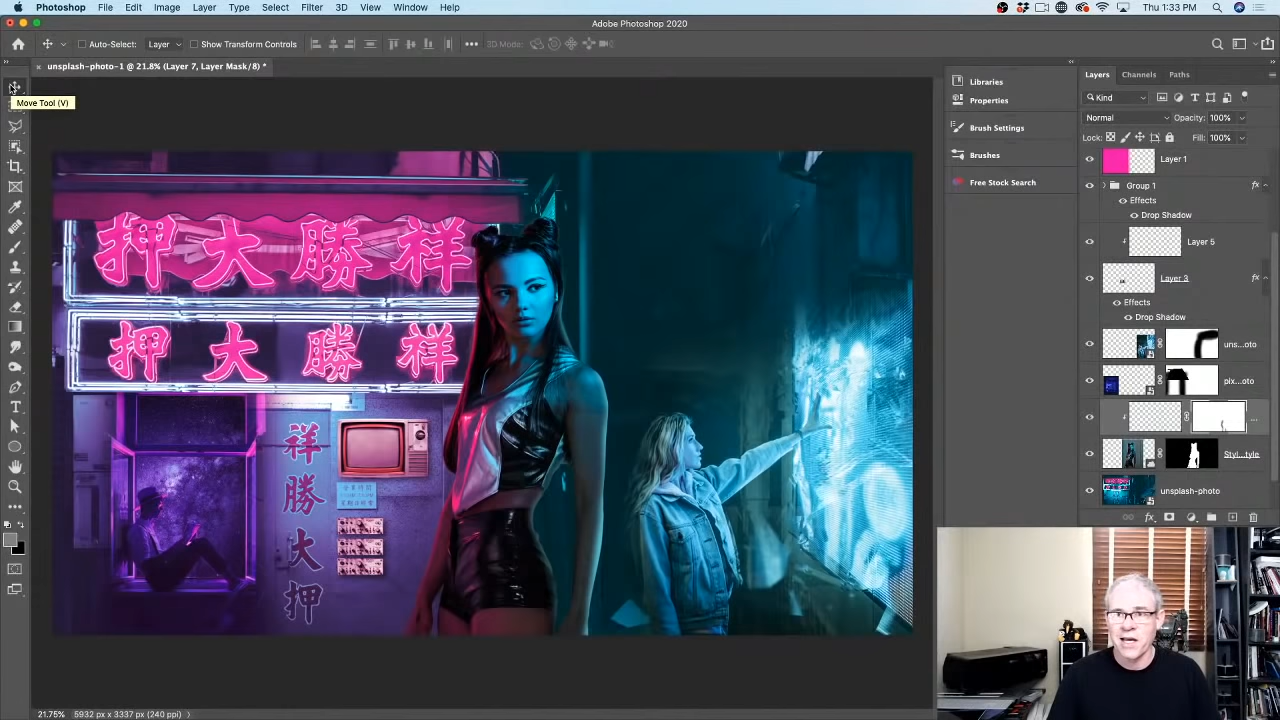 Photoshop File Edit Image Layer Type Select Filter 3D View Window Help Thu 1:33 PM
Adobe Photoshop 2020
Auto-Select: Layer Show Transform Controls 3D Mode:
unsplash-photo-1 @ 21.8% (Layer 7, Layer Mask/8) *
Move Tool (V)
押大勝祥
押大勝祥
祥
勝
大
押
Libraries
Properties
Brush Settings
Brushes
Free Stock Search
Layers Channels Paths
Kind
Normal Opacity: 100%
Lock: Fill: 100%
Layer 1
Group 1 fx
Effects
Drop Shadow
Layer 5
Layer 3 fx
Effects
Drop Shadow
uns...oto
pix...oto
...
Styl...tyle
unsplash-photo
fx
21.75% 5932 px x 3337 px (240 ppi)